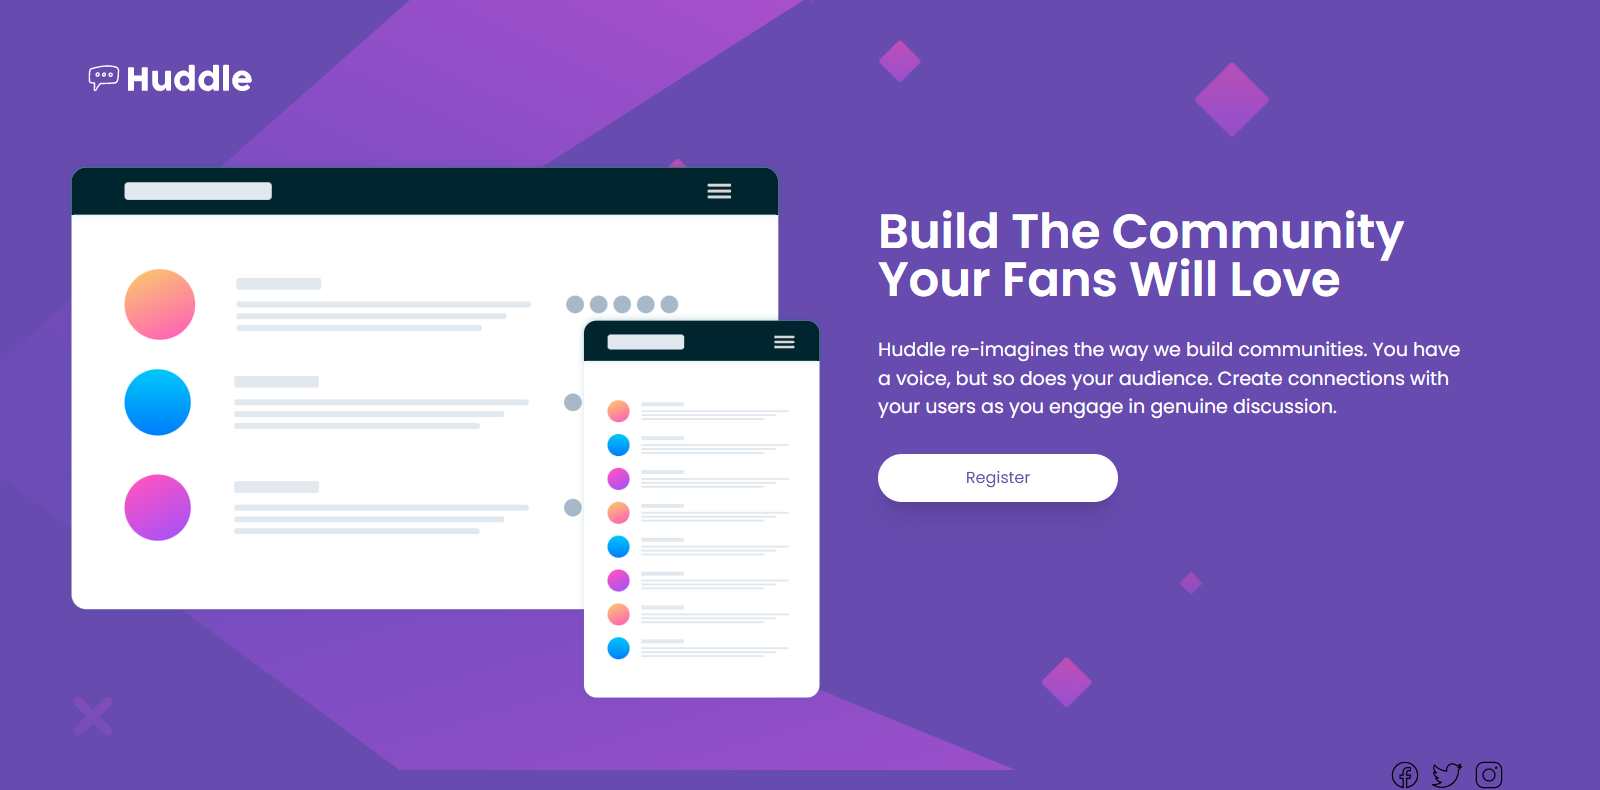 Huddle
Build The Community
Your Fans Will Love
Huddle re-imagines the way we build communities. You have
a voice, but so does your audience. Create connections with
your users as you engage in genuine discussion.
Register